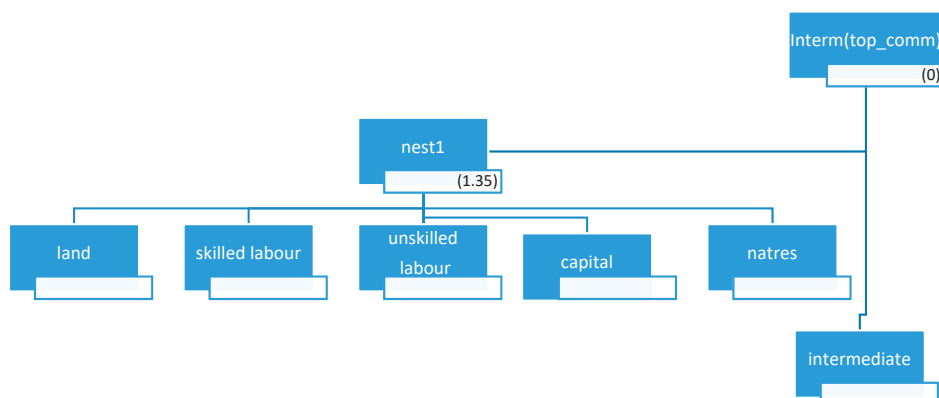 Interm(top_comm)
(0)
nest1
(1.35)
land
skilled labour
unskilled
labour
capital
natres
intermediate